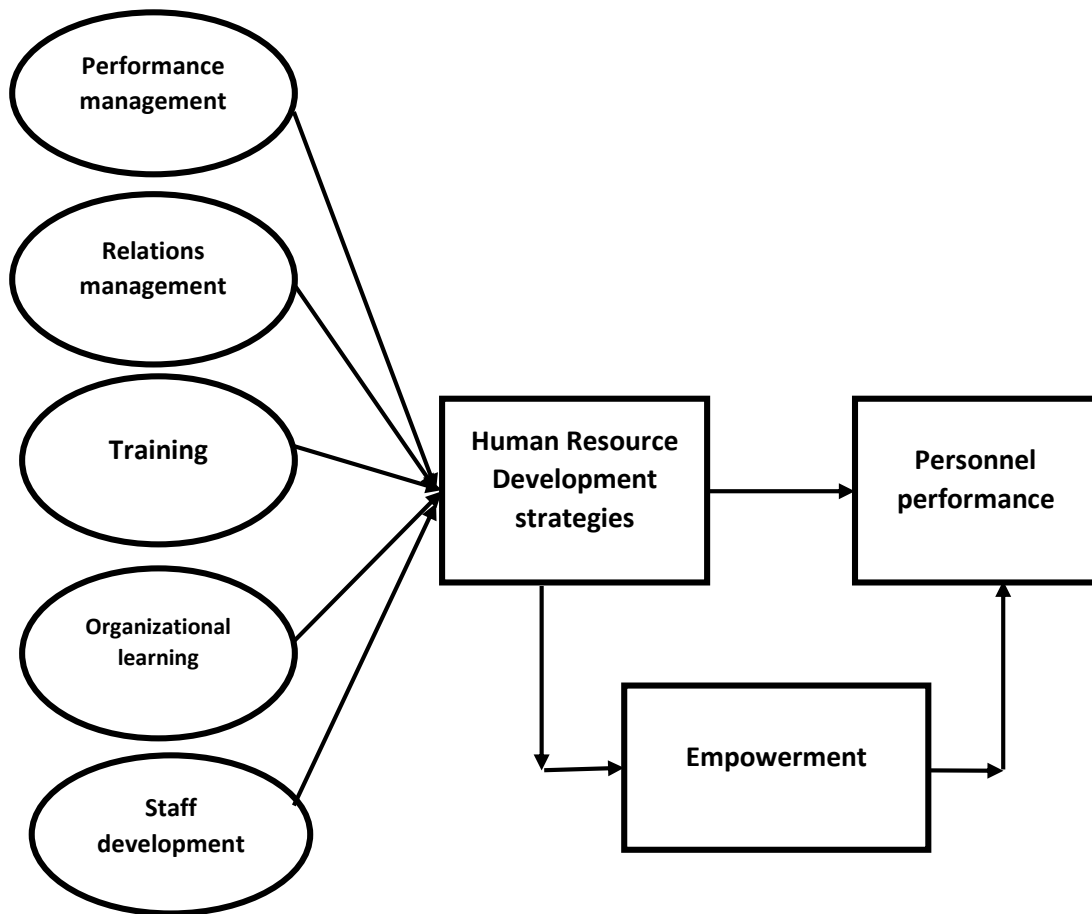 Performance
management
Relations
management
Training
Organizational
learning
Staff
development
Human Resource
Development
strategies
Personnel
performance
Empowerment